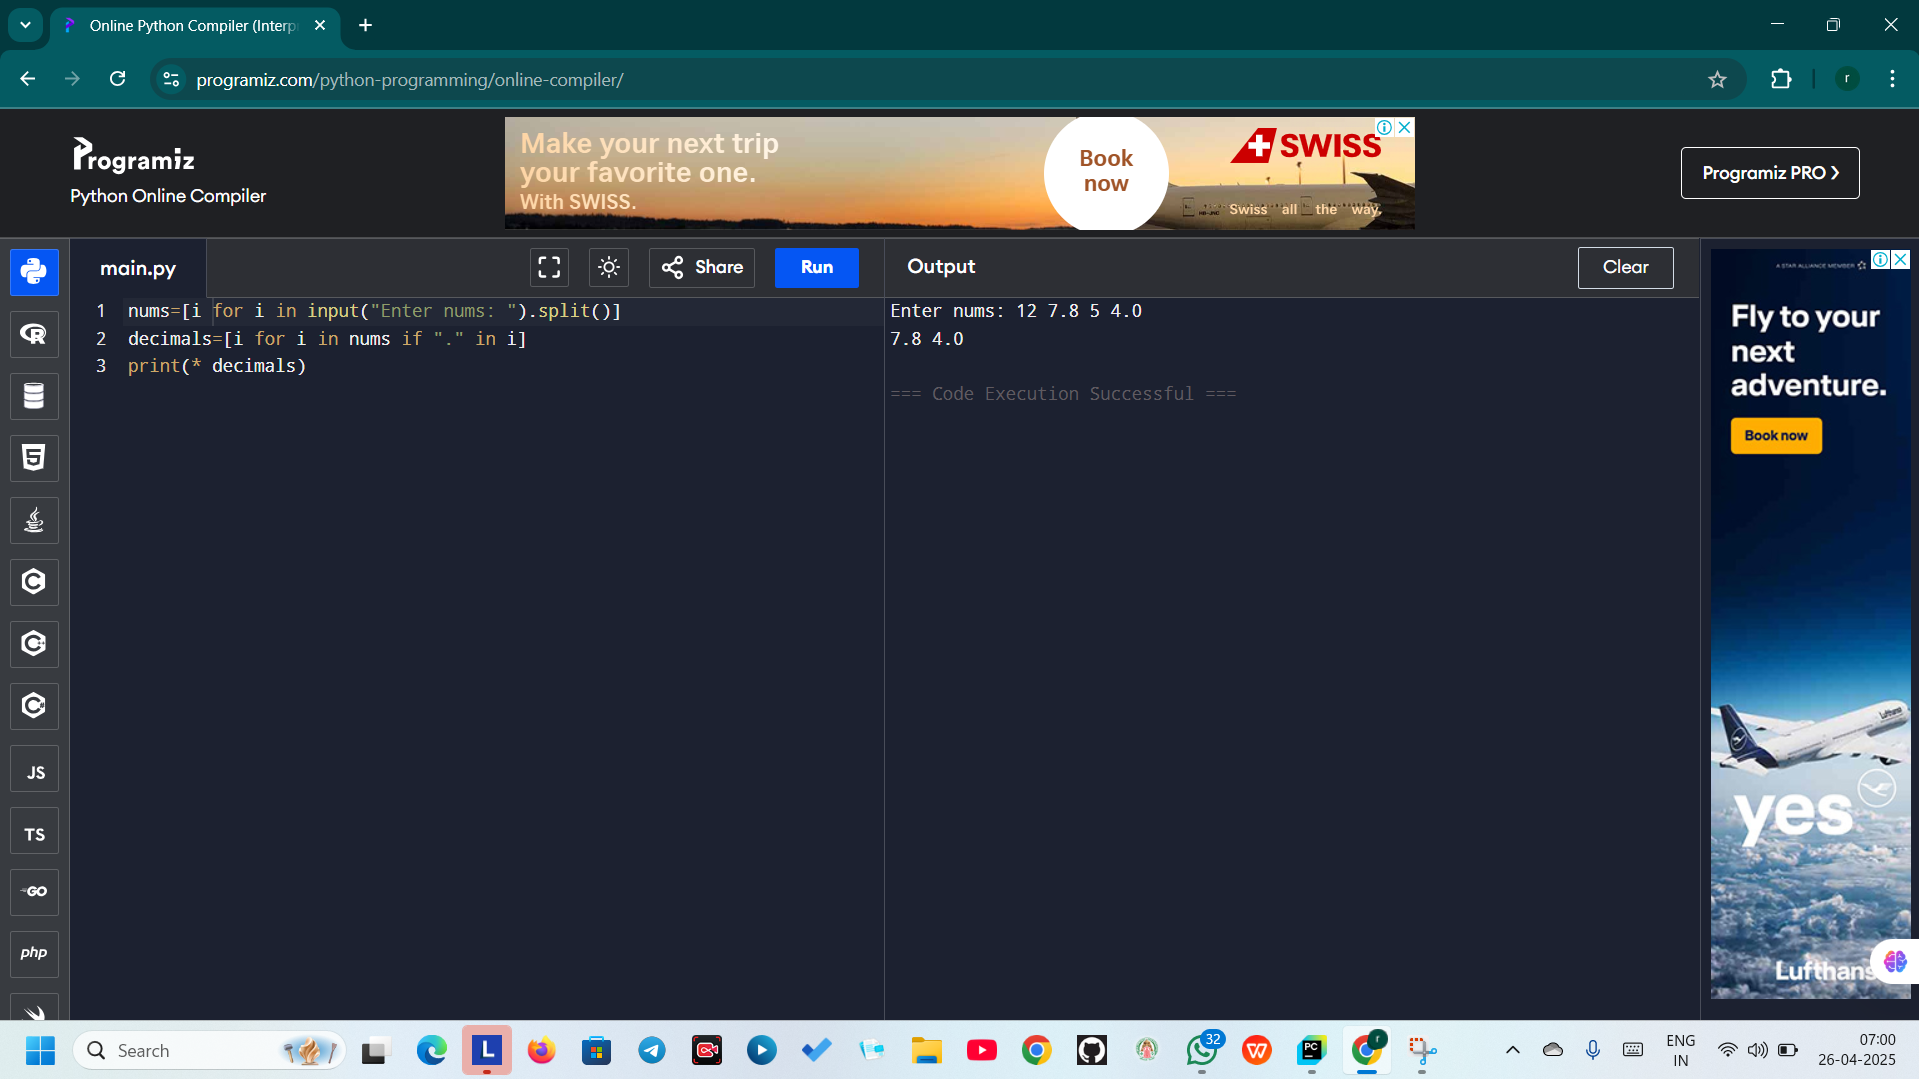 Online Python Compiler (Interp
programiz.com/python-programming/online-compiler/
r
Programiz
Python Online Compiler
Make your next trip
your favorite one.
With SWISS.
Book
now
SWISS
Swiss all the way.
Programiz PRO
main.py
Share
Run
Output
Clear
1 nums=[i for i in input("Enter nums: ").split()]
2 decimals=[i for i in nums if "." in i]
3 print(* decimals)
Enter nums: 12 7.8 5 4.0
7.8 4.0
=== Code Execution Successful ===
JS
TS
GO
php
A STAR ALLIANCE MEMBER
Fly to your
next
adventure.
Book now
Lufthansa
yes
Lufthans
Search
L
32
W
PC
r
ENG
IN
07:00
26-04-2025